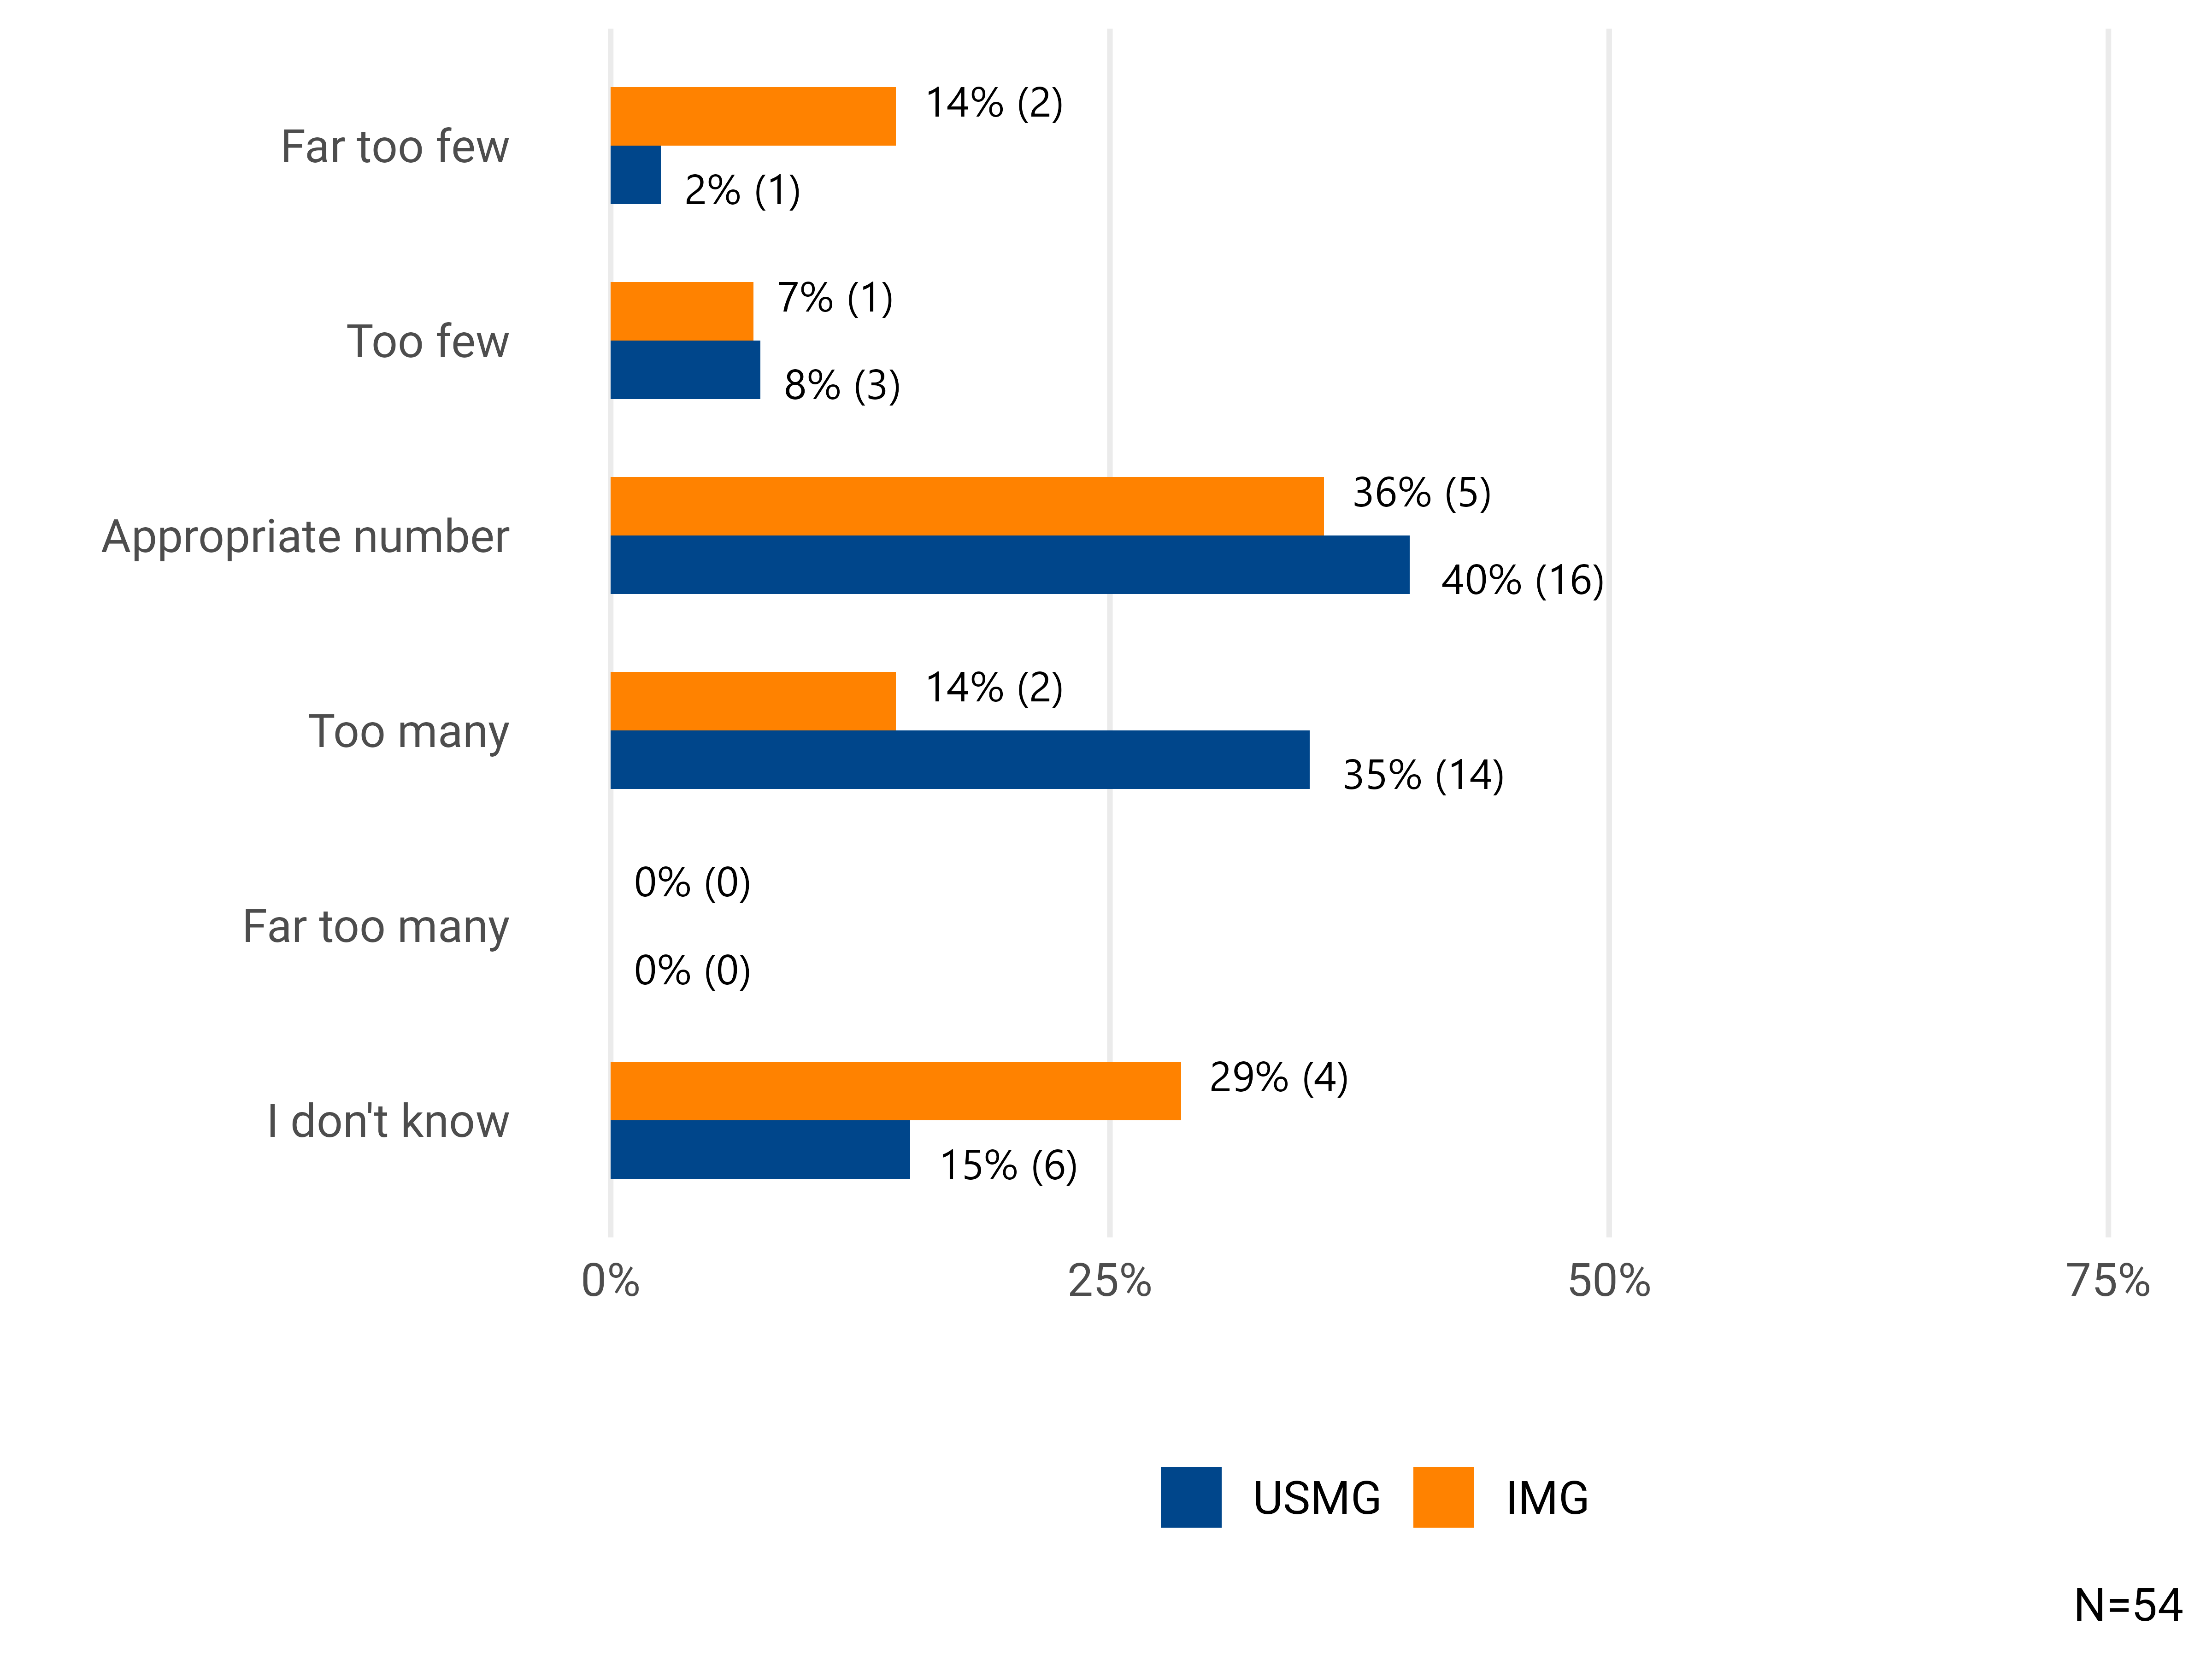 14% (2)
Far too few
2% (1)
7% (1)
Too few
8% (3)
36% (5)
Appropriate number
40% (16)
14% (2)
Too many
35% (14)
0% (0)
Far too many
0% (0)
29% (4)
I don't know
15% (6)
0% 25% 50% 75%
USMG IMG
N=54